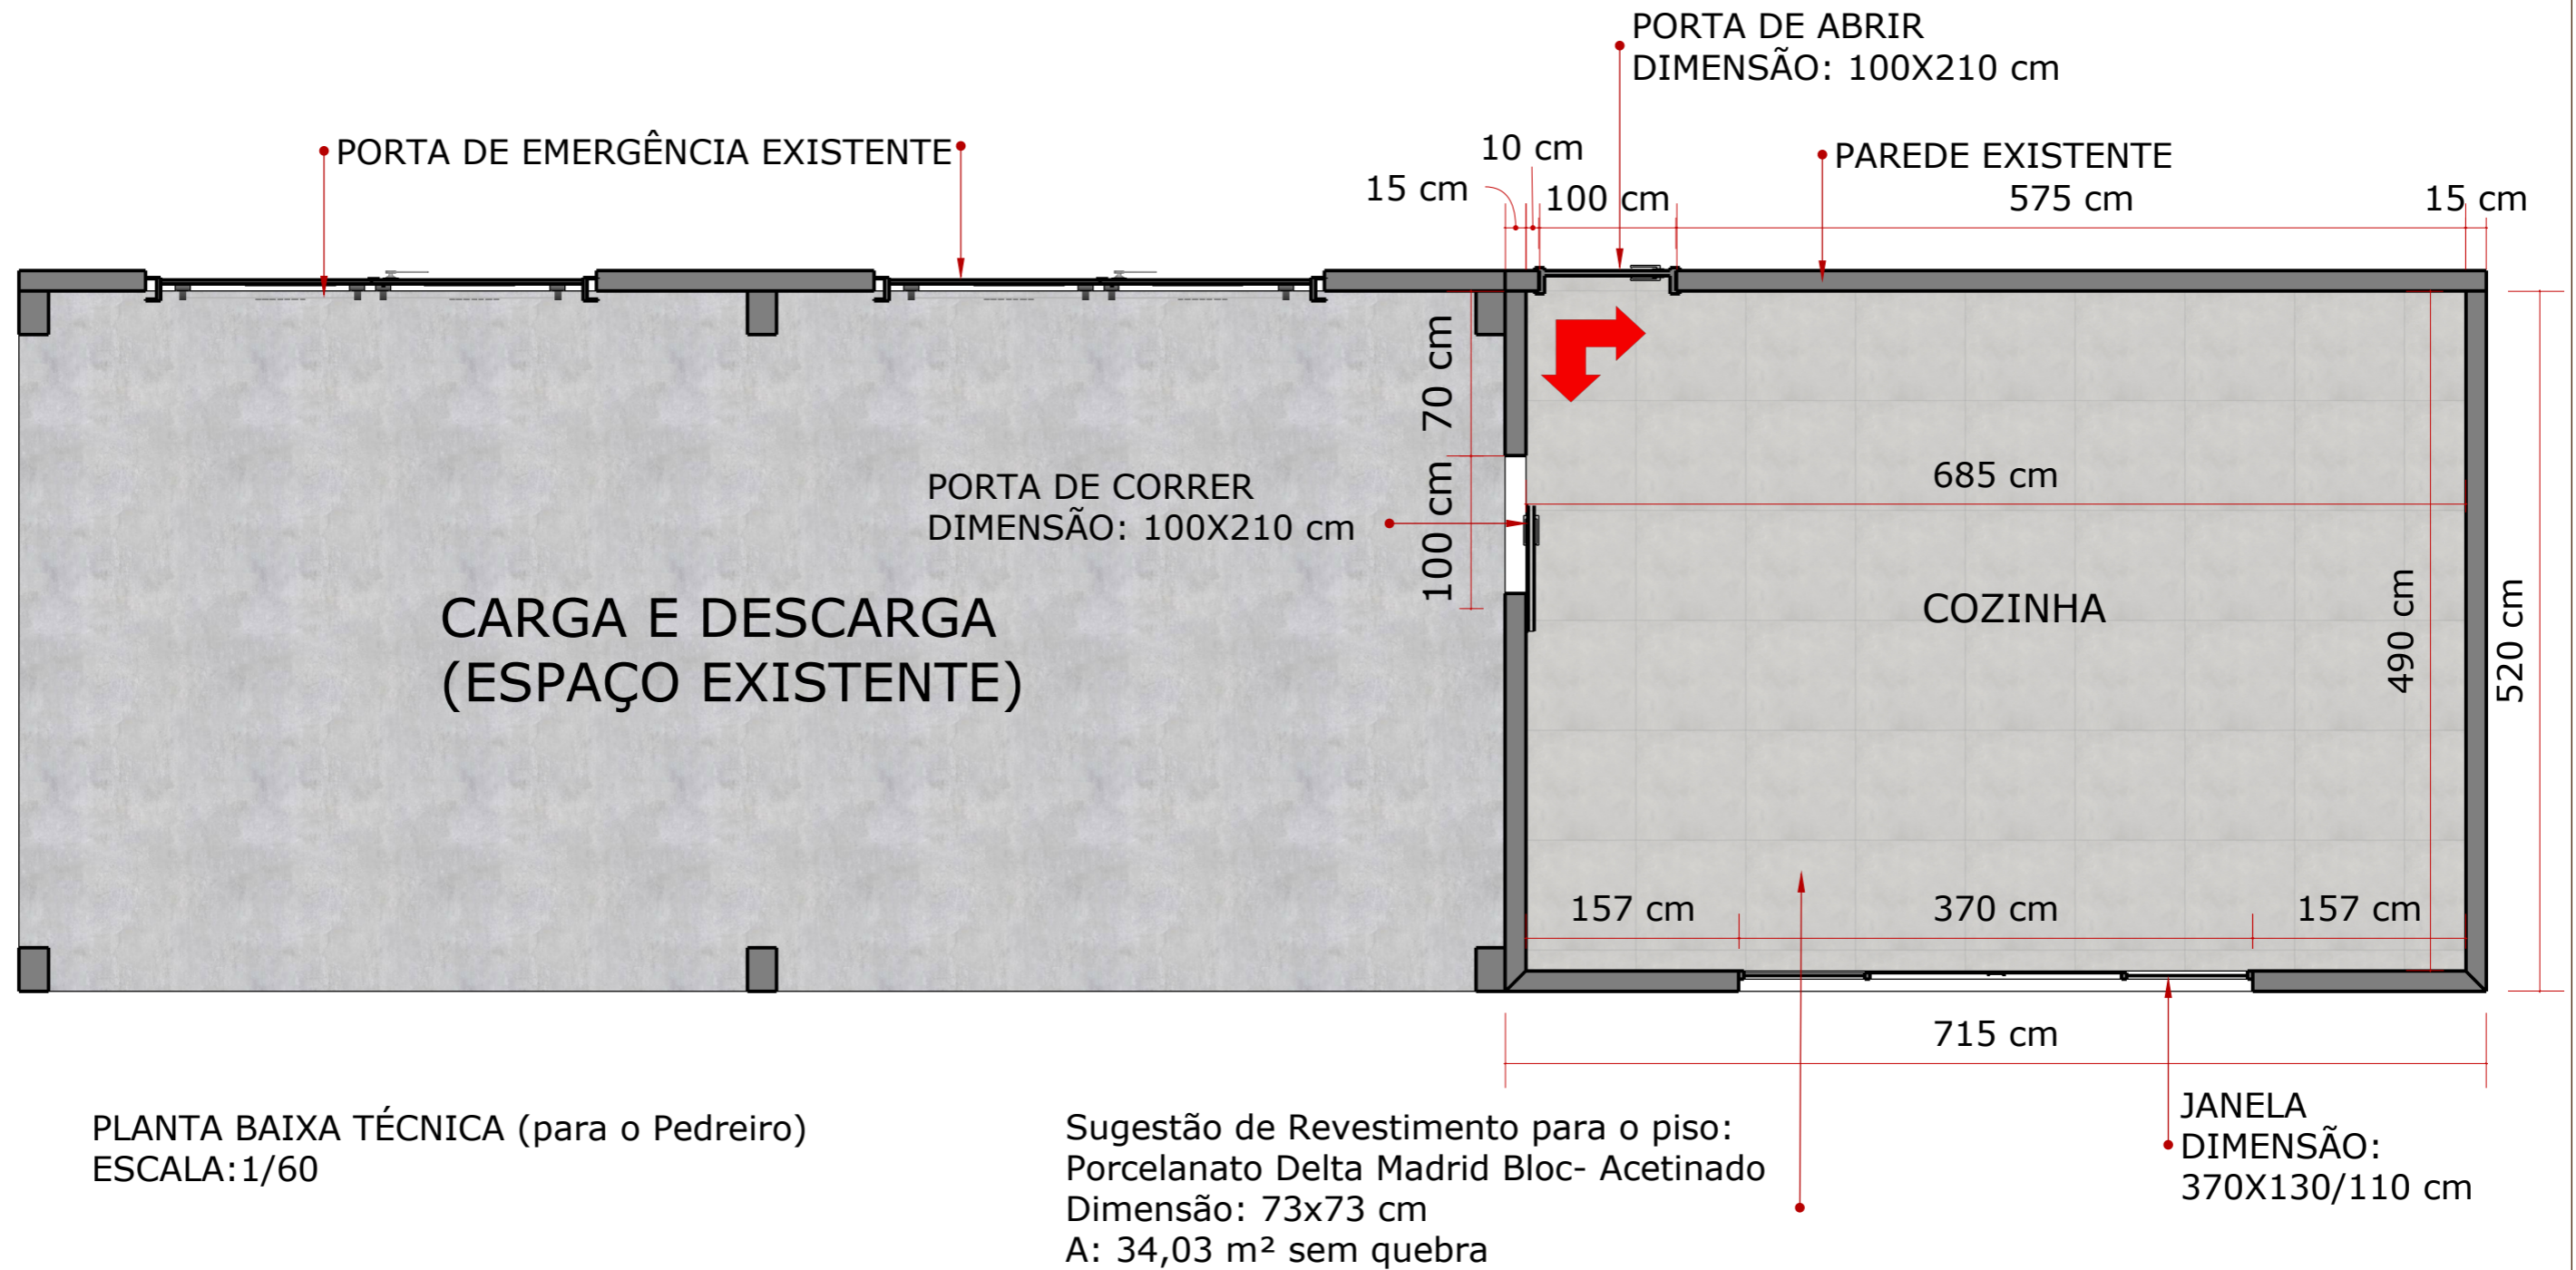 PORTA DE ABRIR
DIMENSÃO: 100X210 cm
PORTA DE EMERGÊNCIA EXISTENTE
10 cm
PAREDE EXISTENTE
15 cm
100 cm
575 cm
15 cm
70 cm
PORTA DE CORRER
DIMENSÃO: 100X210 cm
100 cm
685 cm
CARGA E DESCARGA
(ESPAÇO EXISTENTE)
COZINHA
490 cm
520 cm
157 cm
370 cm
157 cm
715 cm
PLANTA BAIXA TÉCNICA (para o Pedreiro)
ESCALA:1/60
Sugestão de Revestimento para o piso:
Porcelanato Delta Madrid Bloc- Acetinado
Dimensão: 73x73 cm
A: 34,03 m² sem quebra
JANELA
DIMENSÃO:
370X130/110 cm